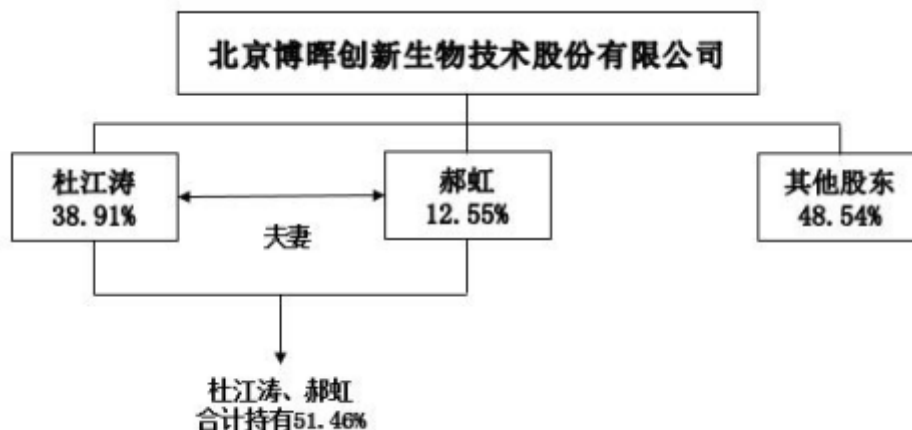 北京博晖创新生物技术股份有限公司
杜江涛
38.91%
郝虹
12.55%
其他股东
48.54%
夫妻
杜江涛、郝虹
合计持有51.46%